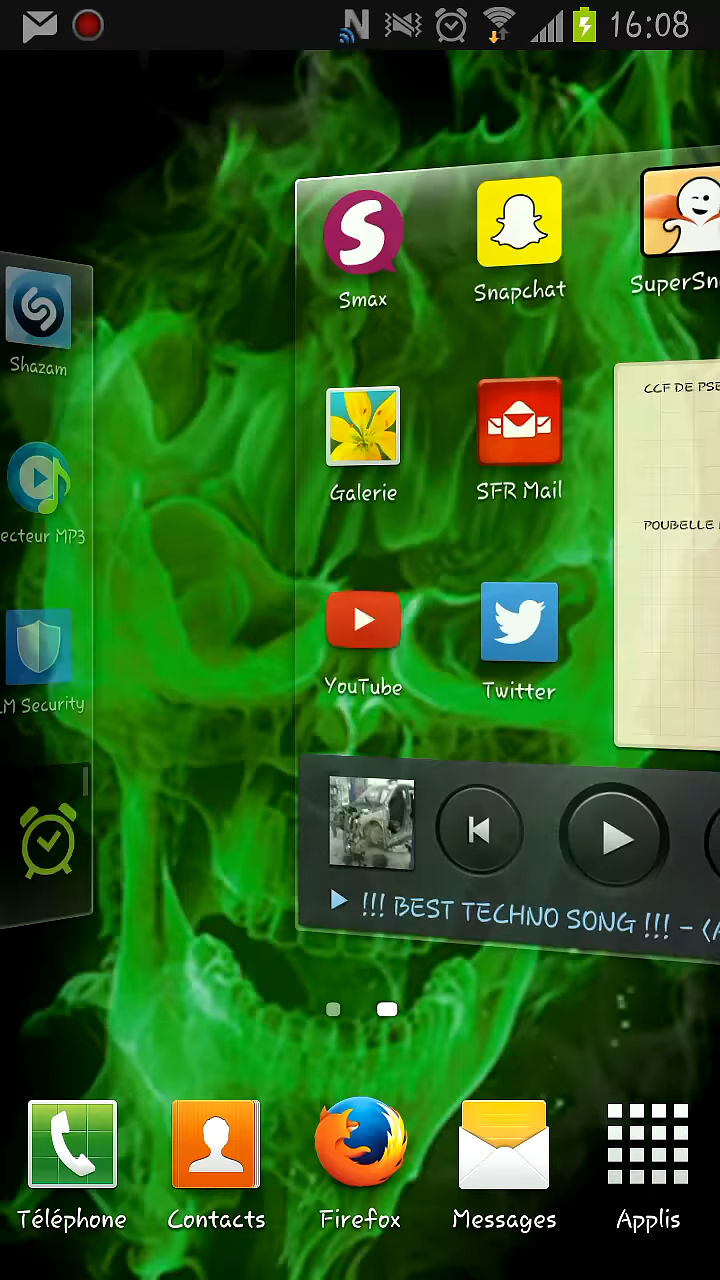 16:08
Smax
Snapchat
SuperSn
Shazam
CCF DE PSE
Galerie
SFR Mail
POUBELLE
ecteur MP3
YouTube
Twitter
LM Security
!!! BEST TECHNO SONG !!! - (A
Téléphone
Contacts
Firefox
Messages
Applis